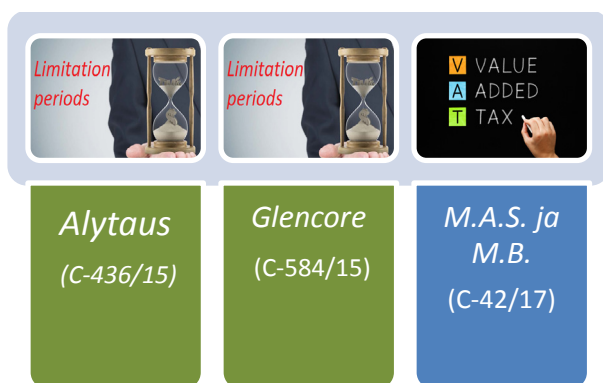 Limitation
periods
Limitation
periods
V VALUE
A ADDED
T TAX
Alytaus
(C-436/15)
Glencore
(C-584/15)
M.A.S. ja
M.B.
(C-42/17)